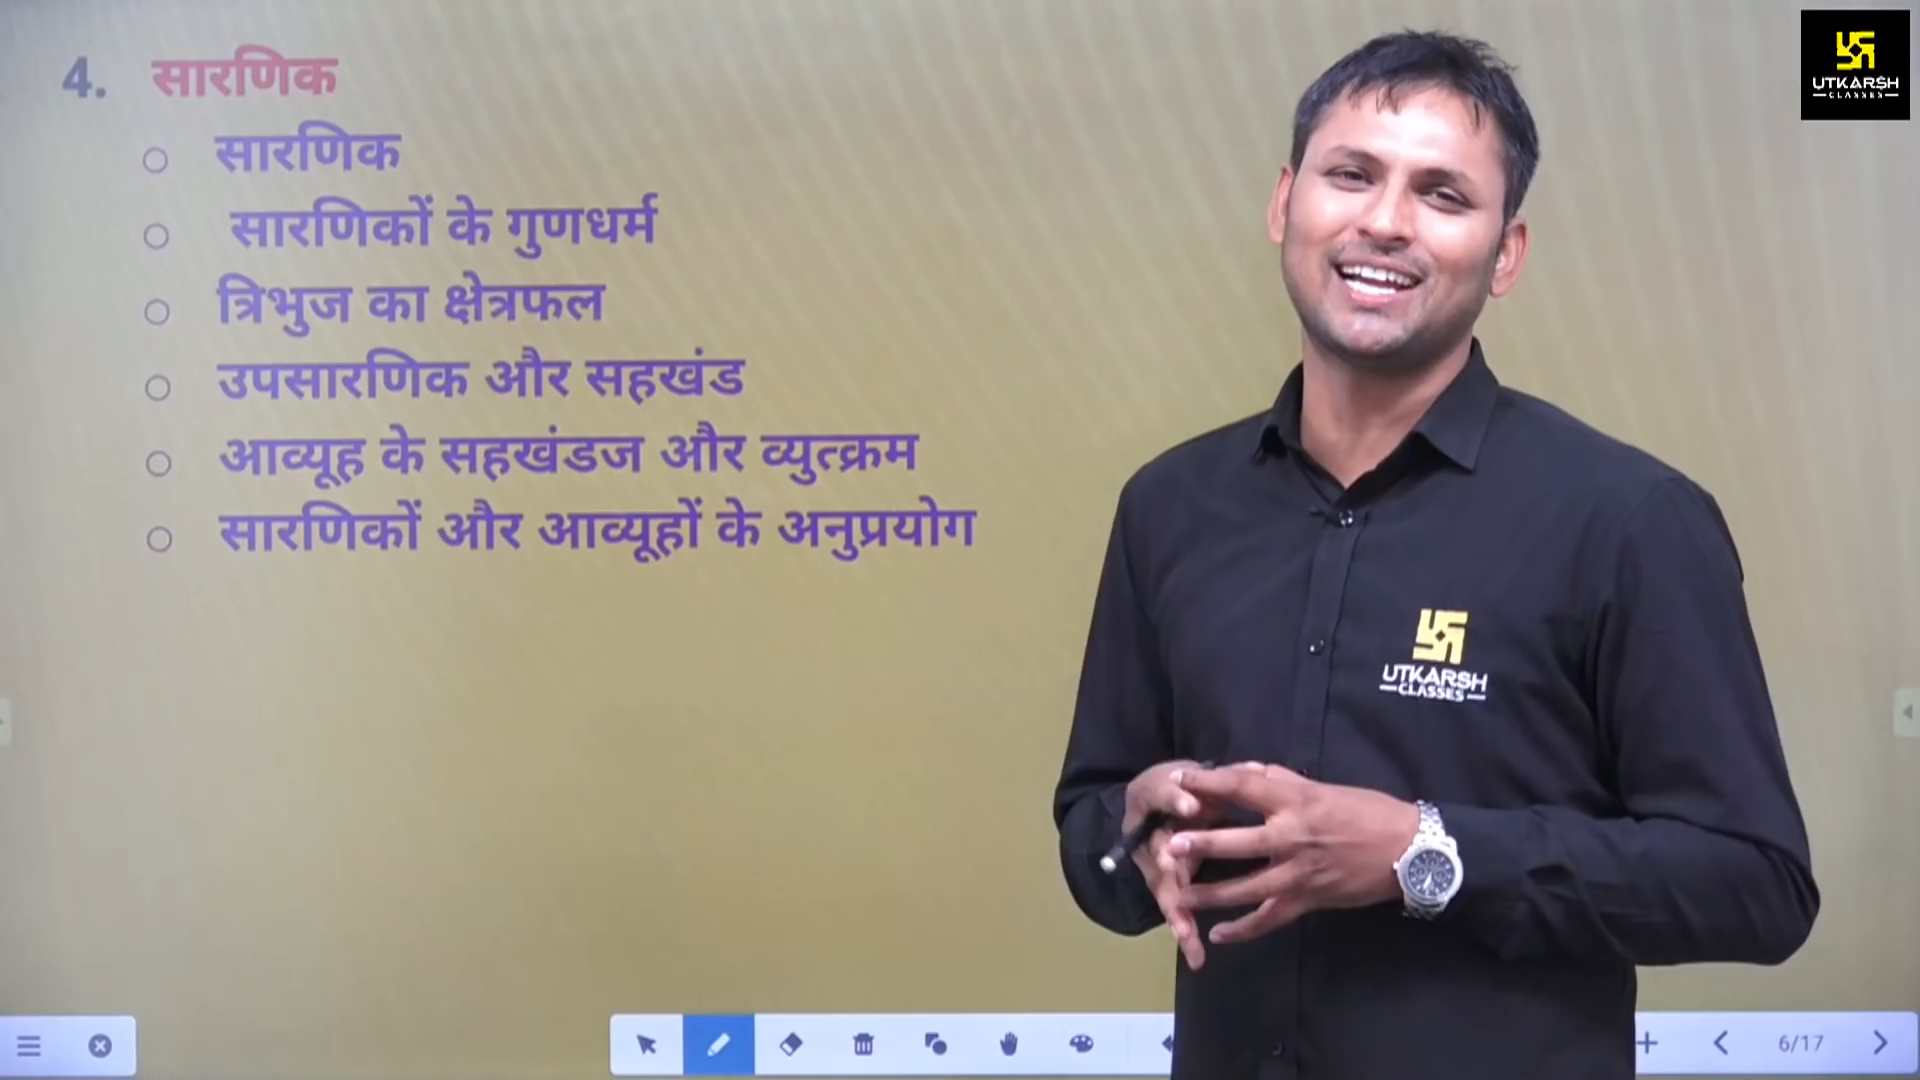 4. सारणिक
सारणिक
सारणिकों के गुणधर्म
त्रिभुज का क्षेत्रफल
उपसारणिक और सहखंड
आव्यूह के सहखंडज और व्युत्क्रम
सारणिकों और आव्यूहों के अनुप्रयोग
UTKARSH
CLASSES
UTKARSH
CLASSES
6/17